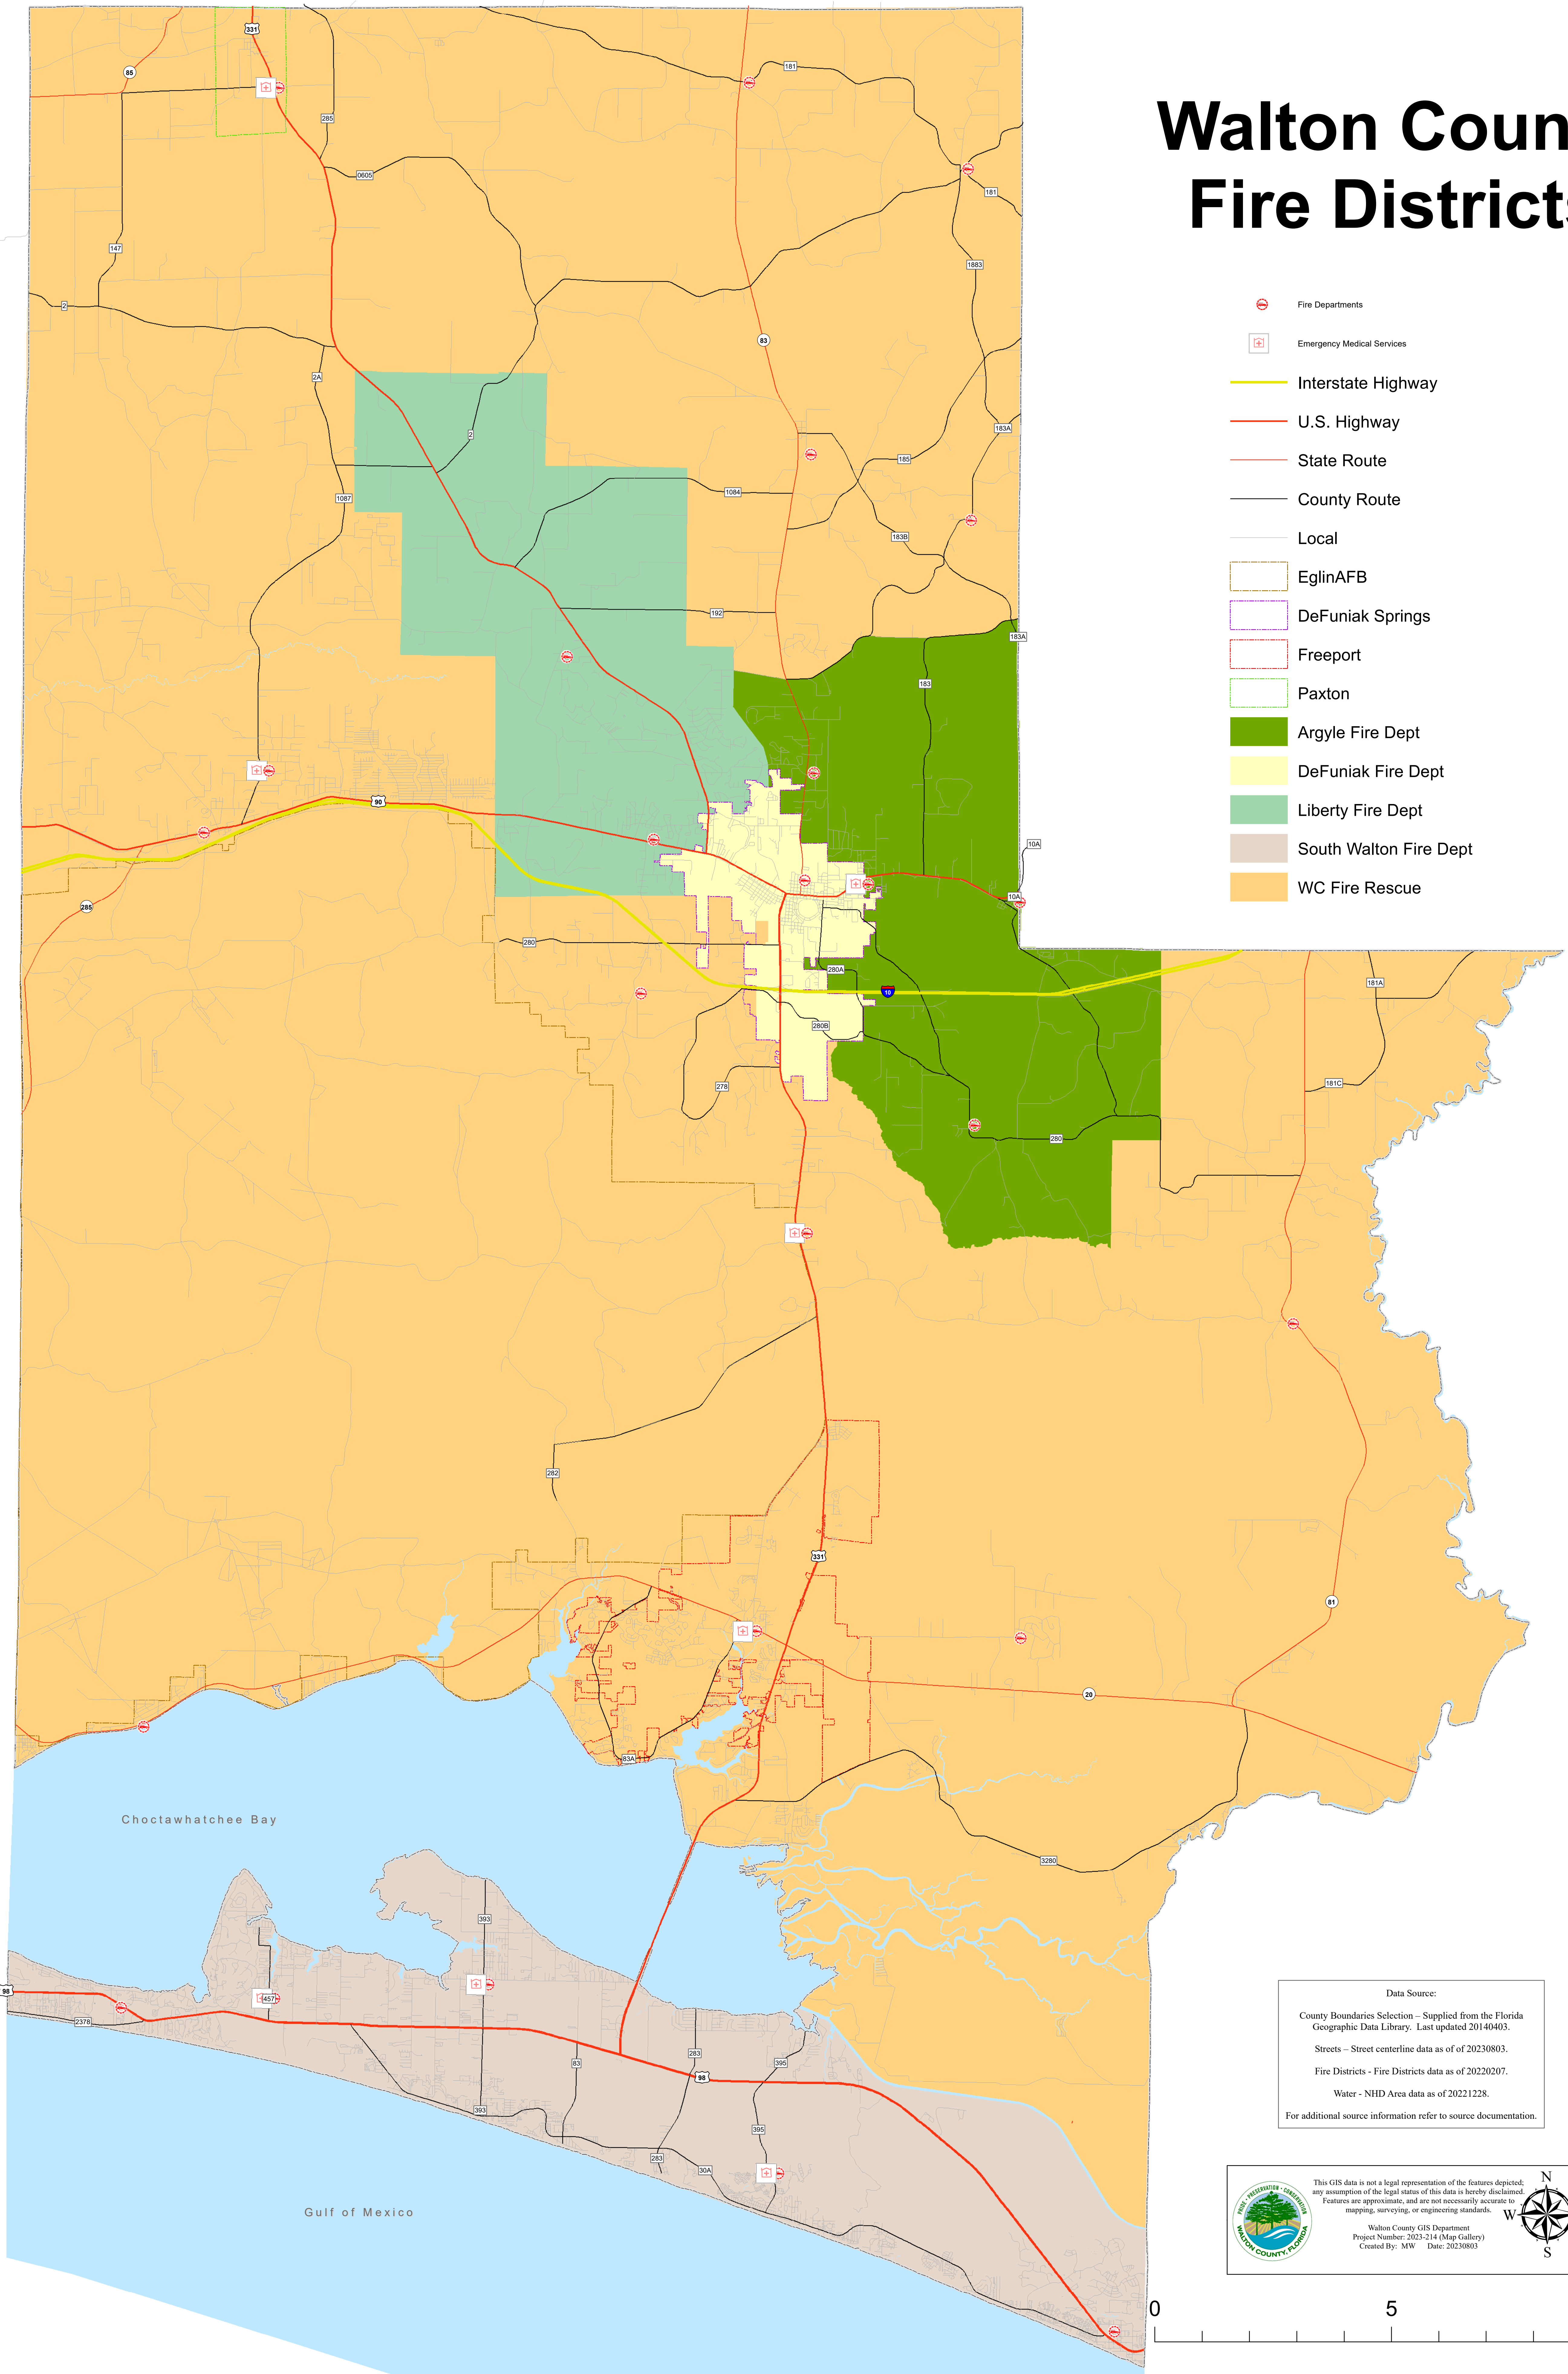 Walton Coun
Fire Districts
Fire Departments
Emergency Medical Services
Interstate Highway
U.S. Highway
State Route
County Route
Local
EglinAFB
DeFuniak Springs
Freeport
Paxton
Argyle Fire Dept
DeFuniak Fire Dept
Liberty Fire Dept
South Walton Fire Dept
WC Fire Rescue
331
85
181
285
0605
181
147
1883
2
83
2A
183A
2
185
1084
1087
183B
192
183A
183
90
10A
10A
285
280
280A
10
181A
280B
278
181C
280
282
331
81
20
83A
Choctawhatchee Bay
3280
393
98
457
2378
283
83
395
98
393
395
283
30A
Gulf of Mexico
Data Source:
County Boundaries Selection – Supplied from the Florida
Geographic Data Library. Last updated 20140403.
Streets – Street centerline data as of of 20230803.
Fire Districts - Fire Districts data as of 20220207.
Water - NHD Area data as of 20221228.
For additional source information refer to source documentation.
PRIDE • PRESERVATION • CONSERVATION
WALTON COUNTY, FLORIDA
This GIS data is not a legal representation of the features depicted;
any assumption of the legal status of this data is hereby disclaimed.
Features are approximate, and are not necessarily accurate to
mapping, surveying, or engineering standards.
Walton County GIS Department
Project Number: 2023-214 (Map Gallery)
Created By: MW Date: 20230803
N
W
S
0 5